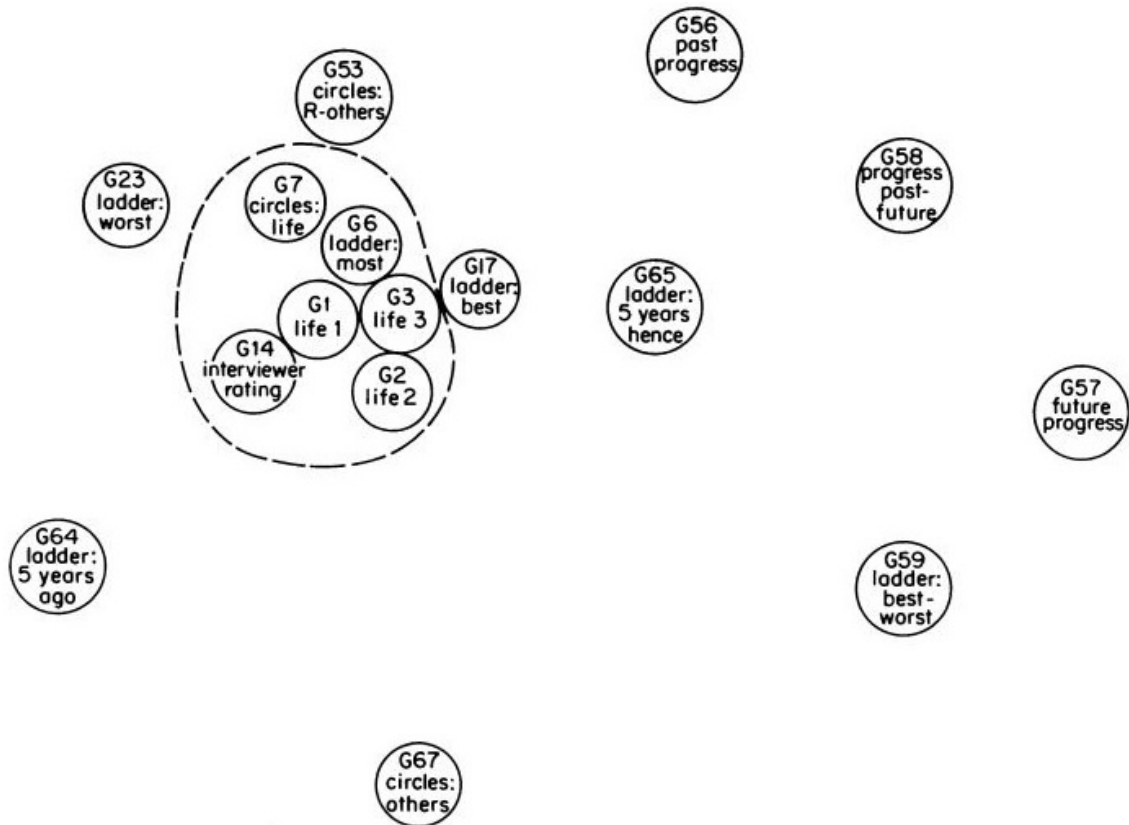 G56
past
progress
G53
circles:
R-others
G58
progress
past-
future
G23
ladder:
worst
G7
circles:
life
G6
ladder:
most
G17
ladder:
best
G65
ladder:
5 years
hence
G1
life 1
G3
life 3
G14
interviewer
rating
G2
life 2
G57
future
progress
G64
ladder:
5 years
ago
G59
ladder:
best-
worst
G67
circles:
others